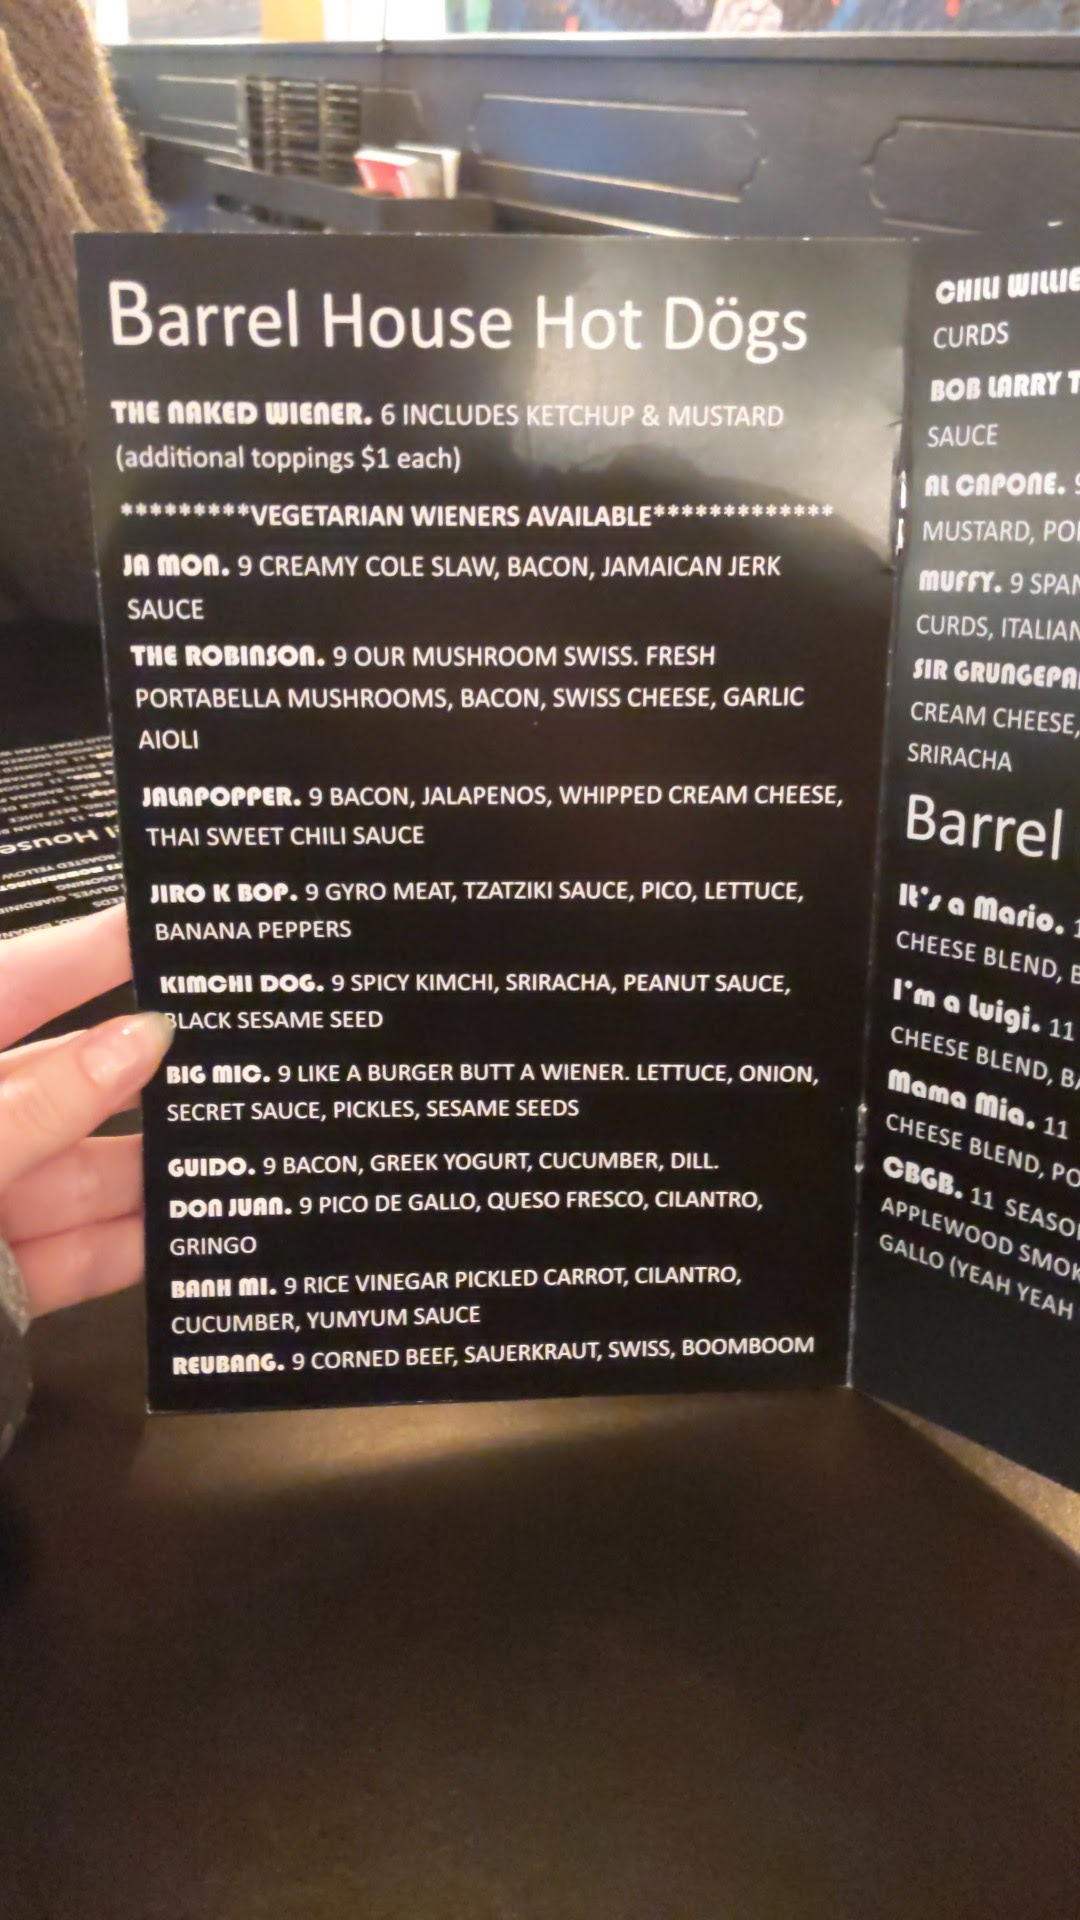 Barrel House Hot Dögs
THE NAKED WIENER. 6 INCLUDES KETCHUP & MUSTARD
(additional toppings $1 each)
*********VEGETARIAN WIENERS AVAILABLE*************
JA MON. 9 CREAMY COLE SLAW, BACON, JAMAICAN JERK
SAUCE
THE ROBINSON. 9 OUR MUSHROOM SWISS. FRESH
PORTABELLA MUSHROOMS, BACON, SWISS CHEESE, GARLIC
AIOLI
JALAPOPPER. 9 BACON, JALAPENOS, WHIPPED CREAM CHEESE,
THAI SWEET CHILI SAUCE
JIRO K BOP. 9 GYRO MEAT, TZATZIKI SAUCE, PICO, LETTUCE,
BANANA PEPPERS
KIMCHI DOG. 9 SPICY KIMCHI, SRIRACHA, PEANUT SAUCE,
BLACK SESAME SEED
BIG MIC. 9 LIKE A BURGER BUTT A WIENER. LETTUCE, ONION,
SECRET SAUCE, PICKLES, SESAME SEEDS
GUIDO. 9 BACON, GREEK YOGURT, CUCUMBER, DILL.
DON JUAN. 9 PICO DE GALLO, QUESO FRESCO, CILANTRO,
GRINGO
BANH MI. 9 RICE VINEGAR PICKLED CARROT, CILANTRO,
CUCUMBER, YUMYUM SAUCE
REUBANG. 9 CORNED BEEF, SAUERKRAUT, SWISS, BOOMBOOM
CHILI WILLIE
CURDS
BOB LARRY
SAUCE
AL CAPONE. 9
MUSTARD,
MUFFY. 9
CURDS, ITALIAN
SIR
CREAM CHEESE,
SRIRACHA
Barrel
It's a Mario.
CHEESE BLEND,
I'm a Luigi. 11
CHEESE BLEND,
Mama Mia. 11
CHEESE BLEND,
CBGB. 11
APPLEWOOD
GALLO (YEAH YEAH